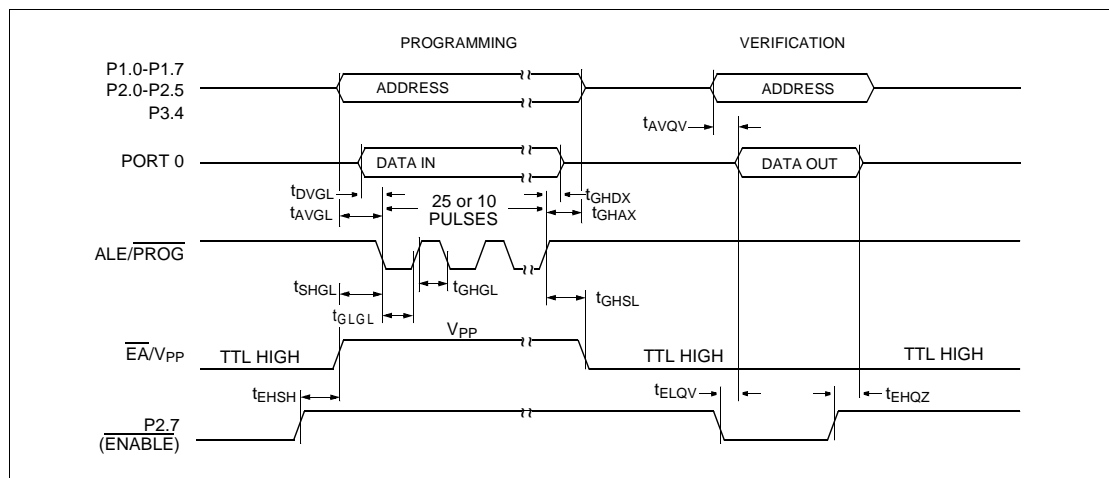 PROGRAMMING
VERIFICATION
P1.0-P1.7
P2.0-P2.5
P3.4
ADDRESS
ADDRESS
tAVQV
PORT 0
DATA IN
DATA OUT
tDVGL
tAVGL
25 or 10
PULSES
tGHDX
tGHAX
ALE/PROG
tSHGL
tGHGL
tGHSL
tGLGL
EA/VPP
TTL HIGH
VPP
TTL HIGH
TTL HIGH
tEHSH
tELQV
tEHQZ
P2.7
(ENABLE)